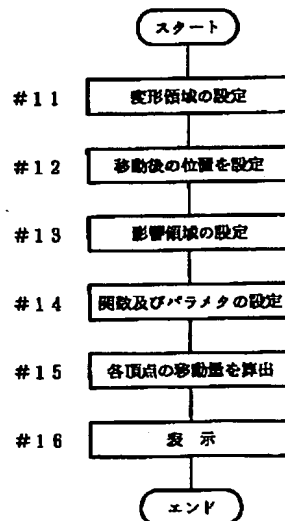 スタート
#11 変形領域の設定
#12 移動後の位置を設定
#13 影響領域の設定
#14 関数及びパラメタの設定
#15 各頂点の移動量を算出
#16 表示
エンド